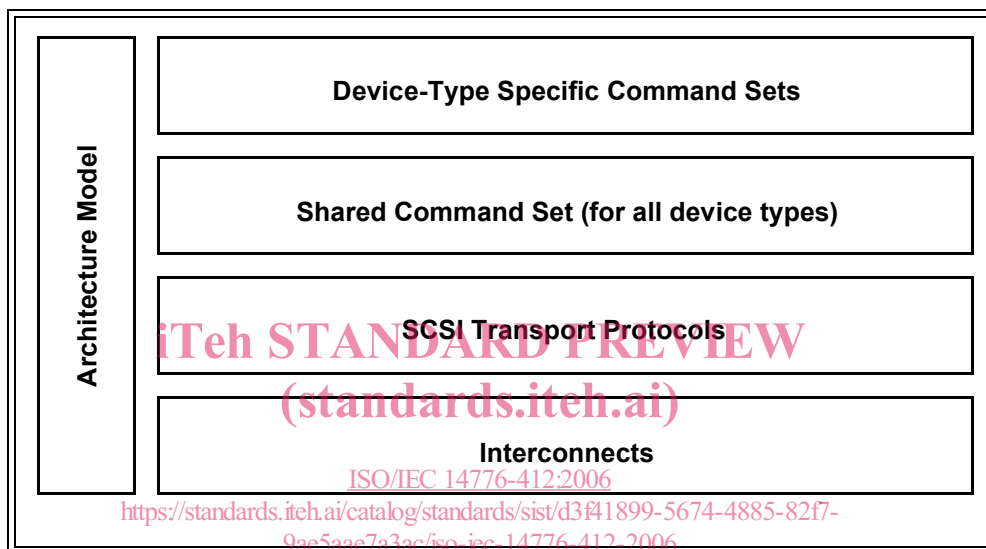 Architecture Model
Device-Type Specific Command Sets
Shared Command Set (for all device types)
SCSI Transport Protocols
iTeh STANDARD PREVIEW
(standards.iteh.ai)
Interconnects
ISO/IEC 14776-412:2006
https://standards.iteh.ai/catalog/standards/sist/d3f41899-5674-4885-82f7-
9ae5aae7a3ac/iso-iec-14776-412-2006